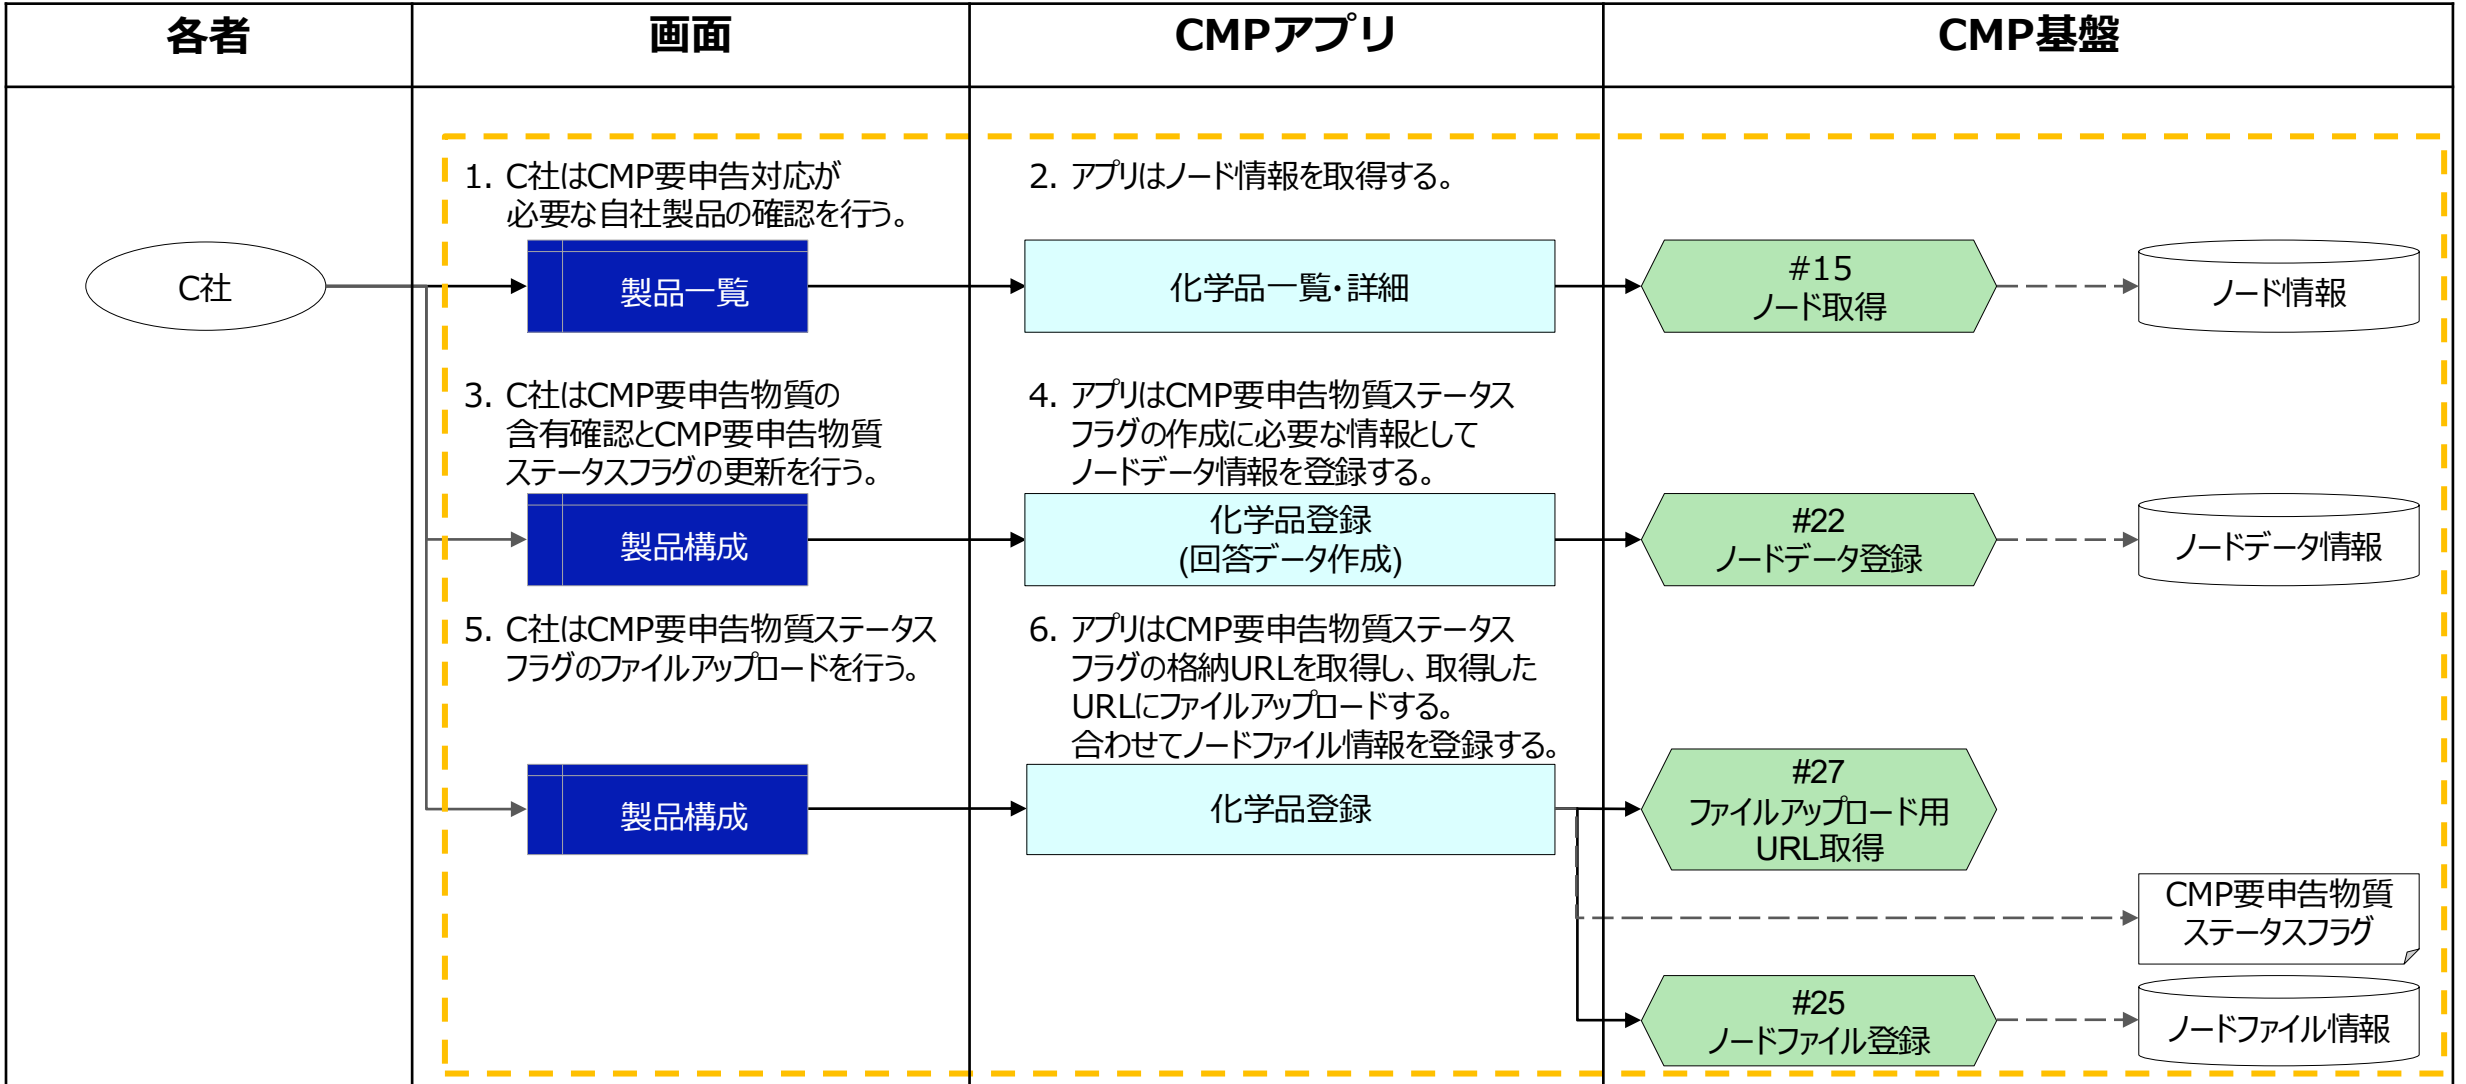 各者
画面
CMPアプリ
CMP基盤
1. C社はCMP要申告対応が
必要な自社製品の確認を行う。
2. アプリはノード情報を取得する。
C社
製品一覧
化学品一覧・詳細
#15
ノード取得
ノード情報
3. C社はCMP要申告物質の
含有確認とCMP要申告物質
ステータスフラグの更新を行う。
4. アプリはCMP要申告物質ステータス
フラグの作成に必要な情報として
ノードデータ情報を登録する。
製品構成
化学品登録
(回答データ作成)
#22
ノードデータ登録
ノードデータ情報
5. C社はCMP要申告物質ステータス
フラグのファイルアップロードを行う。
6. アプリはCMP要申告物質ステータス
フラグの格納URLを取得し、取得した
URLにファイルアップロードする。
合わせてノードファイル情報を登録する。
製品構成
化学品登録
#27
ファイルアップロード用
URL取得
CMP要申告物質
ステータスフラグ
#25
ノードファイル登録
ノードファイル情報